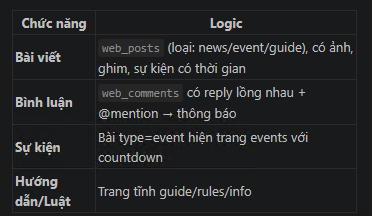 Chức năng Logic
Bài viết web_posts (loại: news/event/guide), có ảnh,
ghim, sự kiện có thời gian
Bình luận web_comments có reply lồng nhau +
@mention → thông báo
Sự kiện Bài type=event hiện trang events với
countdown
Hướng
dẫn/Luật Trang tĩnh guide/rules/info